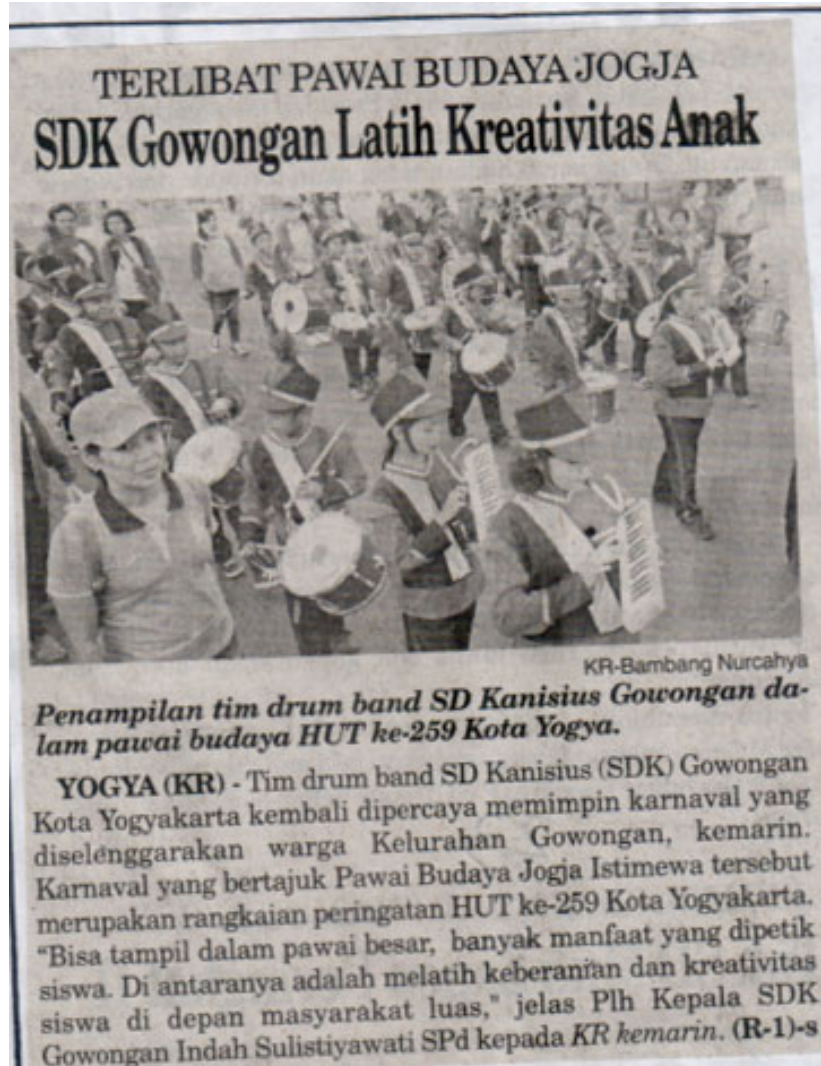 TERLIBAT PAWAI BUDAYA JOGJA
SDK Gowongan Latih Kreativitas Anak
KR-Bambang Nurcahya
Penampilan tim drum band SD Kanisius Gowongan da-
lam pawai budaya HUT ke-259 Kota Yogya.
YOGYA (KR) - Tim drum band SD Kanisius (SDK) Gowongan
Kota Yogyakarta kembali dipercaya memimpin karnaval yang
diselenggarakan warga Kelurahan Gowongan, kemarin.
Karnaval yang bertajuk Pawai Budaya Jogja Istimewa tersebut
merupakan rangkaian peringatan HUT ke-259 Kota Yogyakarta.
“Bisa tampil dalam pawai besar, banyak manfaat yang dipetik
siswa. Di antaranya adalah melatih keberanian dan kreativitas
siswa di depan masyarakat luas," jelas Plh Kepala SDK
Gowongan Indah Sulistiyawati SPd kepada KR kemarin. (R-1)-s